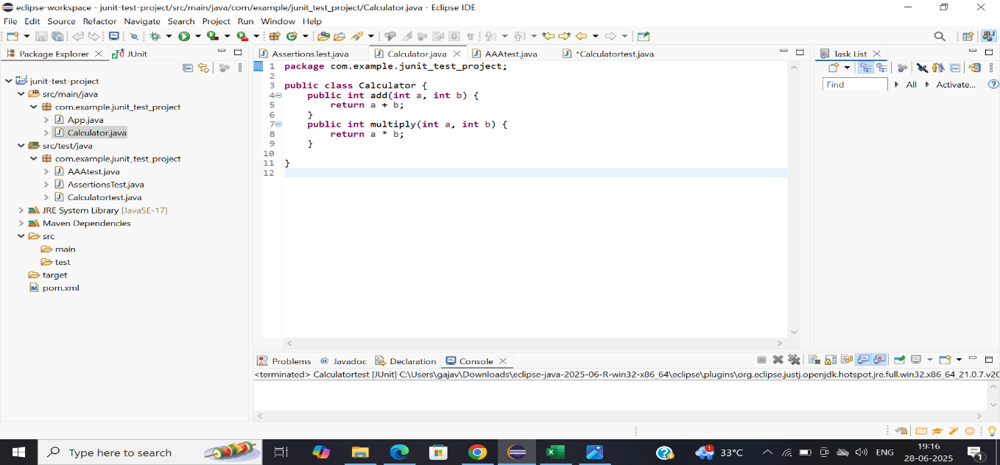 eclipse-workspace - junit-test-project/src/main/java/com/example/junit_test_project/Calculator.java - Eclipse IDE
File Edit Source Refactor Navigate Search Project Run Window Help
Package Explorer JUnit
junit-test-project
src/main/java
com.example.junit_test_project
App.java
Calculator.java
src/test/java
com.example.junit_test_project
AAAtest.java
AssertionsTest.java
Calculatortest.java
JRE System Library [JavaSE-17]
Maven Dependencies
src
main
test
target
pom.xml
AssertionsTest.java Calculator.java AAAtest.java *Calculatortest.java
1 package com.example.junit_test_project;
2
3 public class Calculator {
4 public int add(int a, int b) {
5 return a + b;
6 }
7 public int multiply(int a, int b) {
8 return a * b;
9 }
10
11 }
12
Task List
Find All Activate...
Problems @ Javadoc Declaration Console
<terminated> Calculatortest [JUnit] C:\Users\gajav\Downloads\eclipse-java-2025-06-R-win32-x86_64\eclipse\plugins\org.eclipse.justj.openjdk.hotspot.jre.full.win32.x86_64_21.0.7.v20
Type here to search
1 33°C
ENG
19:16
28-06-2025
1